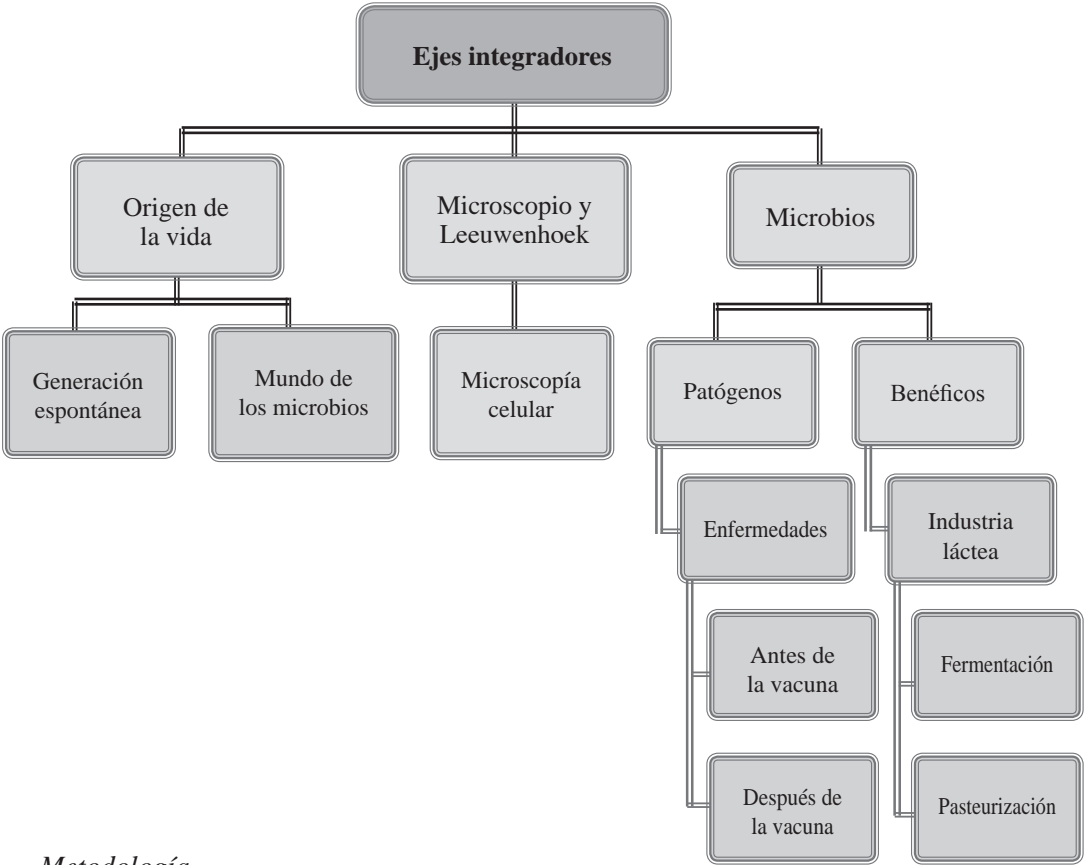 Ejes integradores
Origen de
la vida
Microscopio y
Leeuwenhoek
Microbios
Generación
espontánea
Mundo de
los microbios
Microscopía
celular
Patógenos
Benéficos
Enfermedades
Industria
láctea
Antes de
la vacuna
Fermentación
Después de
la vacuna
Pasteurización
Metodología